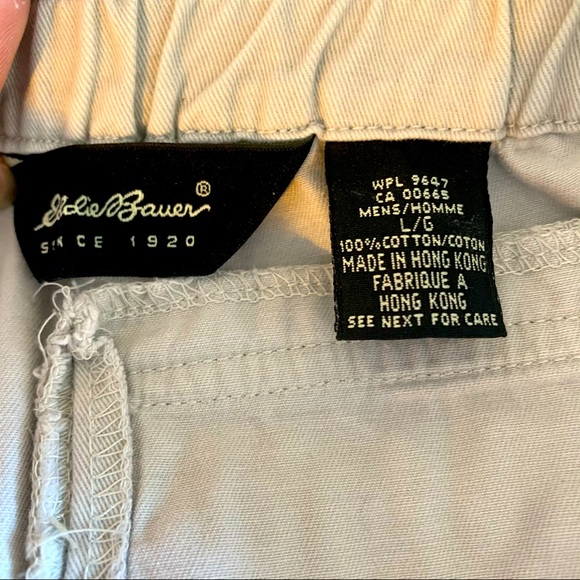 Eddie Bauer®
SINCE 1920
WPL 9647
CA 00665
MENS/HOMME
L/G
100% COTTON/COTON
MADE IN HONG KONG
FABRIQUE A
HONG KONG
SEE NEXT FOR CARE